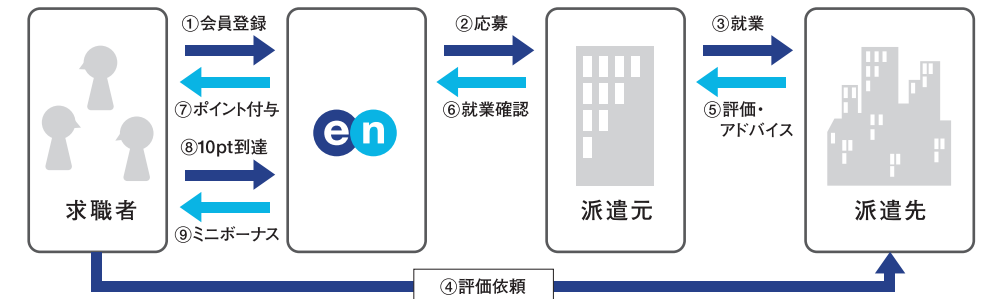 ①会員登録
②応募
③就業
⑦ポイント付与
⑥就業確認
⑤評価・
アドバイス
en
⑧10pt到達
求職者
派遣元
派遣先
⑨ミニボーナス
④評価依頼